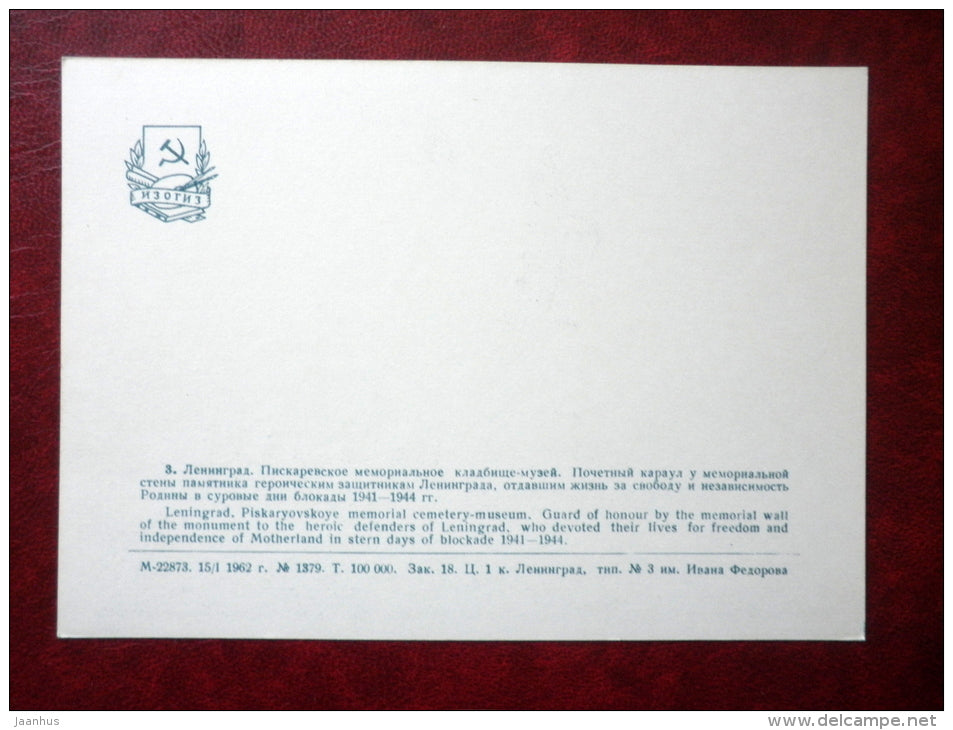 ИЗОГИЗ
3. Ленинград. Пискаревское мемориальное кладбище-музей. Почетный караул у мемориальной
стены памятника героическим защитникам Ленинграда, отдавшим жизнь за свободу и независимость
Родины в суровые дни блокады 1941—1944 гг.
Leningrad. Piskaryovskoye memorial cemetery-museum. Guard of honour by the memorial wall
of the monument to the heroic defenders of Leningrad, who devoted their lives for freedom and
independence of Motherland in stern days of blockade 1941—1944.
М-22873. 15/I 1962 г. № 1379. Т. 100 000. Зак. 18. Ц. 1 к. Ленинград, тип. № 3 им. Ивана Федорова
Jaanhus
www.delcampe.net